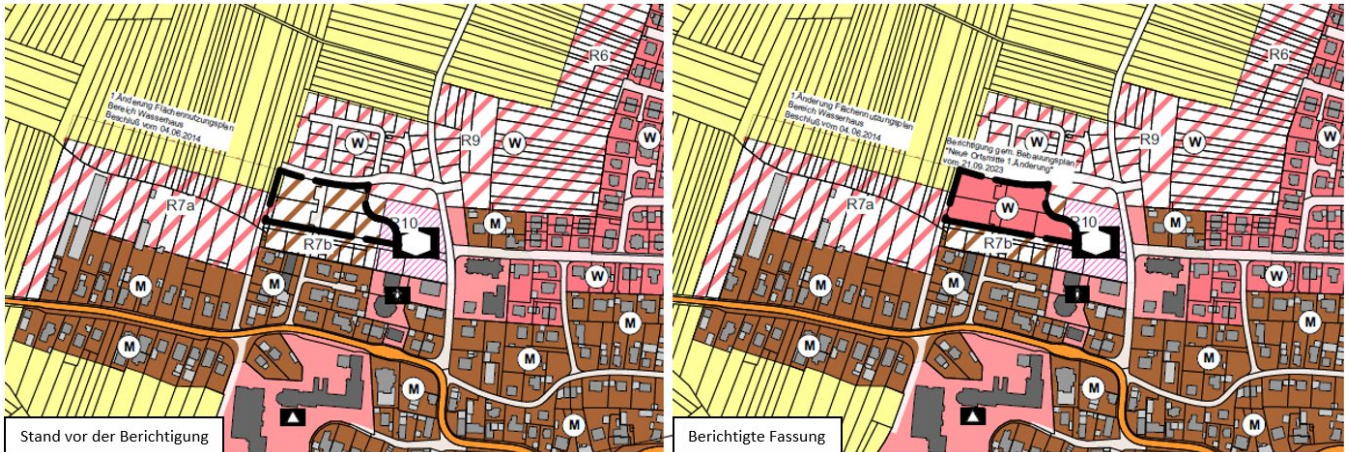 R6
1.Änderung Flächennutzungsplan
Bereich Wasserhaus
Beschluß vom 04.06.2014
W
R9
W
W
R7a
R10
M
R7b
W
W
M
M
M
M
M
M
M
Stand vor der Berichtigung
R6
1.Änderung Flächennutzungsplan
Bereich Wasserhaus
Beschluß vom 04.06.2014
W
R9
W
W
Berichtigung gem. Bebauungsplan
"Neue Ortsmitte 1.Änderung"
vom 21.09.2023
R7a
W
R10
M
R7b
W
M
M
M
M
M
M
M
Berichtigte Fassung